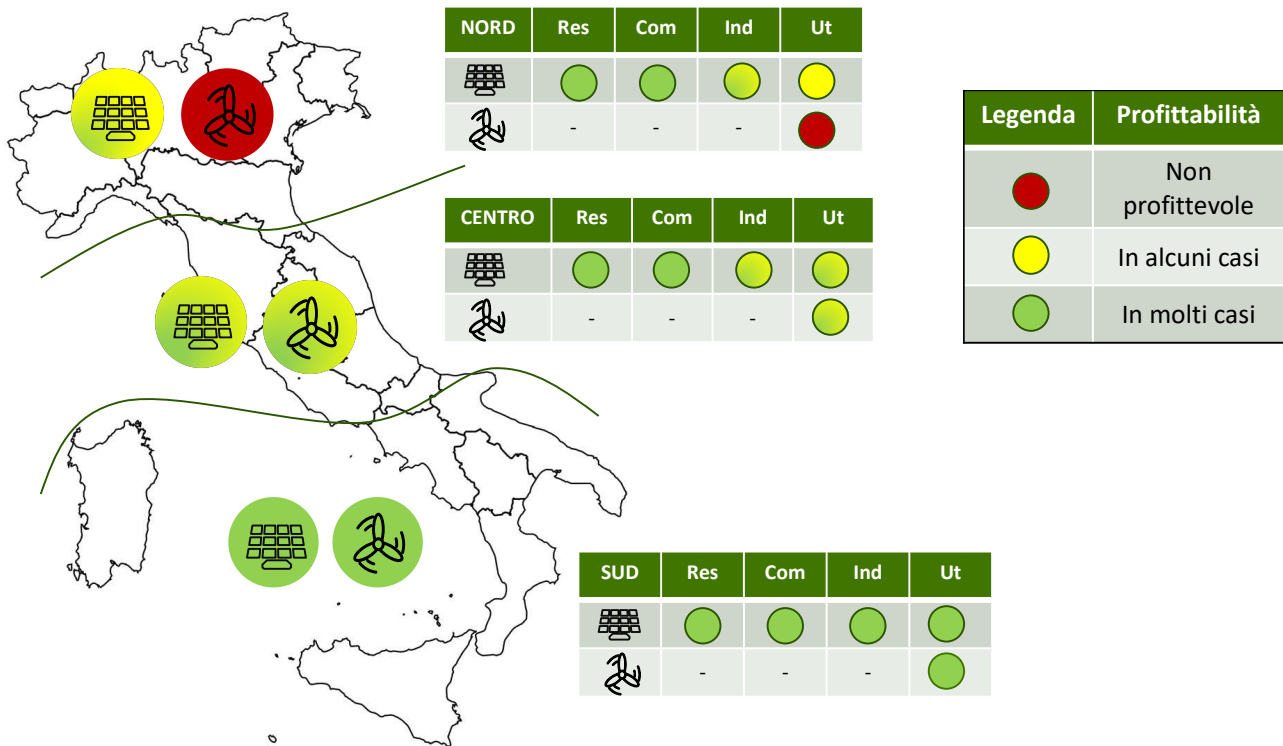 NORD Res Com Ind Ut
- - -
Legenda Profittabilità
Non
profittevole
In alcuni casi
In molti casi
CENTRO Res Com Ind Ut
- - -
SUD Res Com Ind Ut
- - -